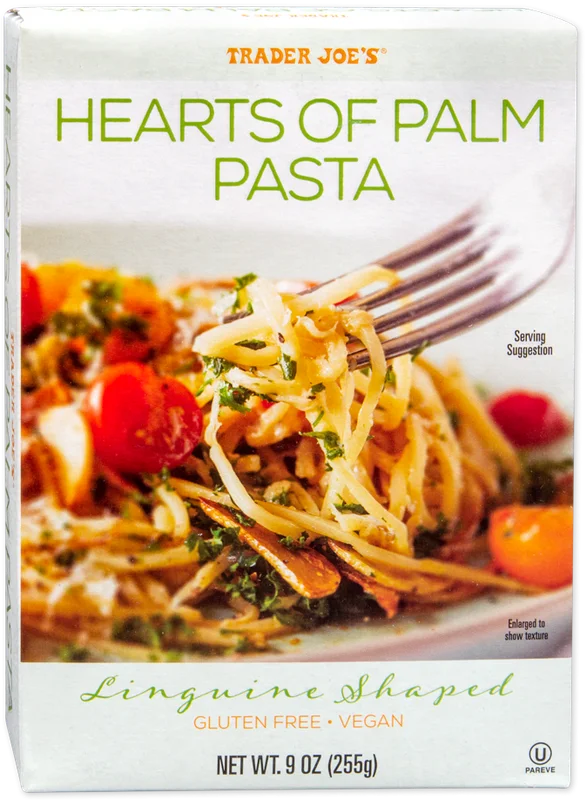 TRADER JOE'S®
HEARTS OF PALM
PASTA
Serving
Suggestion
Enlarged to
show texture
Linguine Shaped
GLUTEN FREE • VEGAN
NET WT. 9 OZ (255g)
U
PAREVE